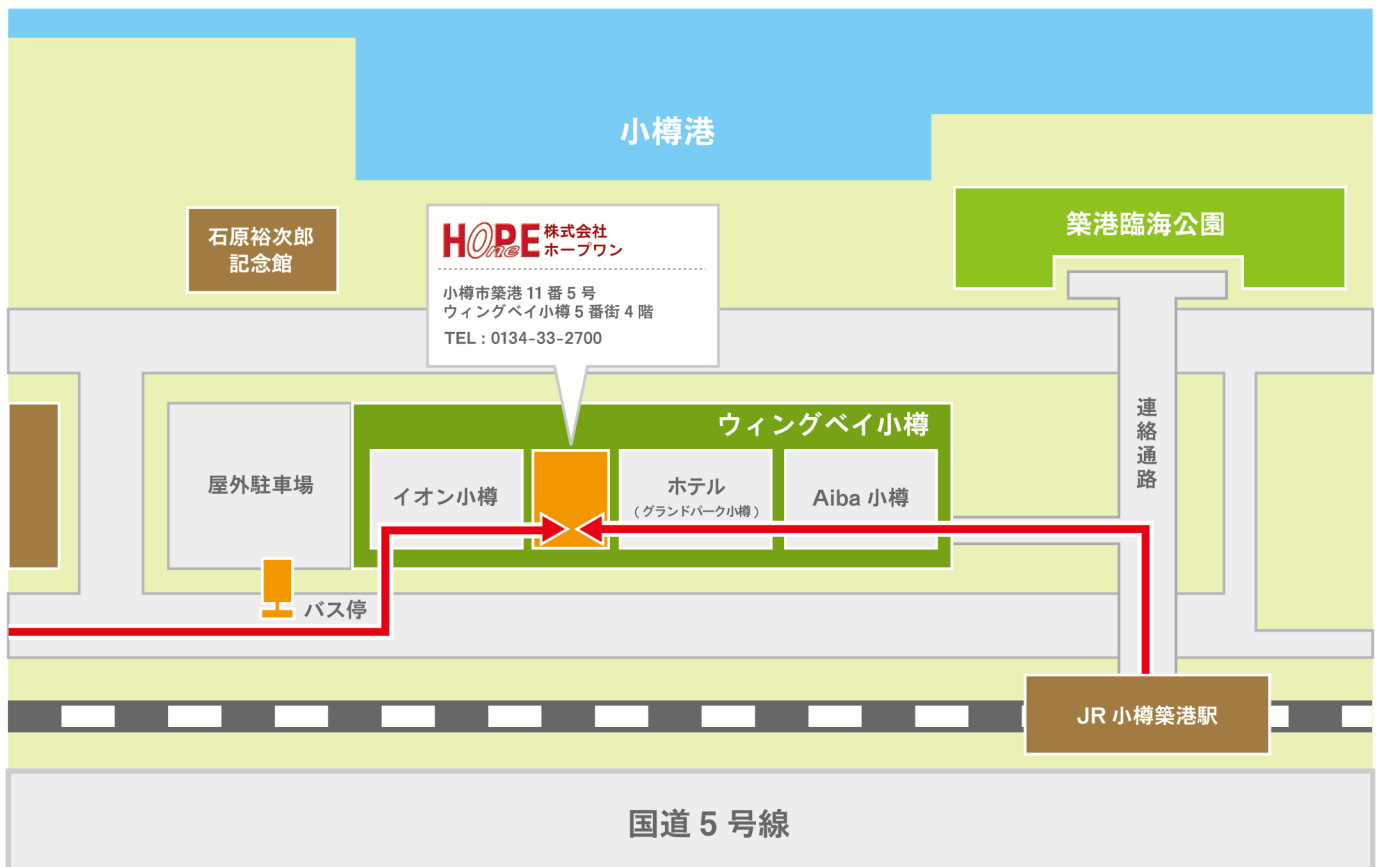 小樽港
石原裕次郎
記念館
HOPE
One
株式会社
ホープワン
小樽市築港 11 番 5 号
ウィングベイ小樽 5 番街 4 階
TEL : 0134-33-2700
築港臨海公園
連絡通路
ウィングベイ小樽
屋外駐車場
イオン小樽
ホテル
（グランドパーク小樽）
Aiba 小樽
バス停
JR 小樽築港駅
国道 5 号線